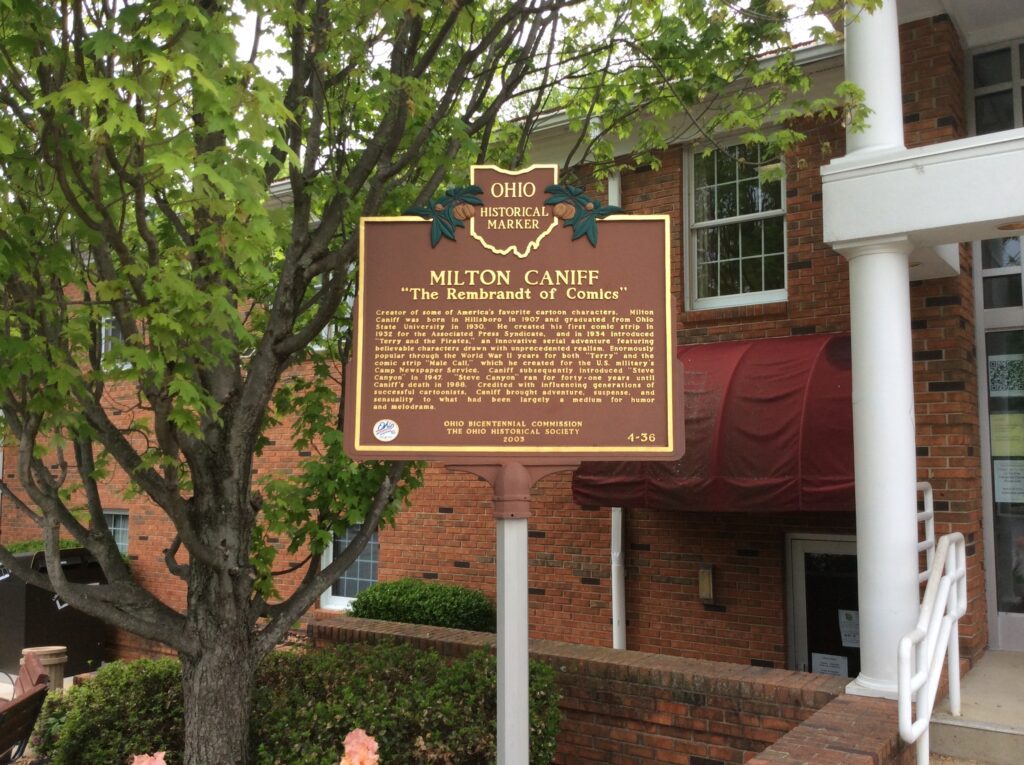 OHIO
HISTORICAL
MARKER
MILTON CANIFF
"The Rembrandt of Comics"
Creator of some of America's favorite cartoon characters, Milton
Caniff was born in Hillsboro in 1907 and graduated from Ohio
State University in 1930. He created his first comic strip in
1932 for the Associated Press Syndicate, and in 1934 introduced
"Terry and the Pirates," an innovative serial adventure featuring
believable characters drawn with unprecedented realism. Enormously
popular through the World War II years for both "Terry" and the
comic strip "Male Call," which he created for the U.S. military's
Camp Newspaper Service, Caniff subsequently introduced "Steve
Canyon" in 1947. "Steve Canyon" ran for forty-one years until
Caniff's death in 1988. Credited with influencing generations of
successful cartoonists, Caniff brought adventure, suspense, and
sensuality to what had been largely a medium for humor
and melodrama.
Ohio
OHIO BICENTENNIAL COMMISSION
THE OHIO HISTORICAL SOCIETY
2003
4-36